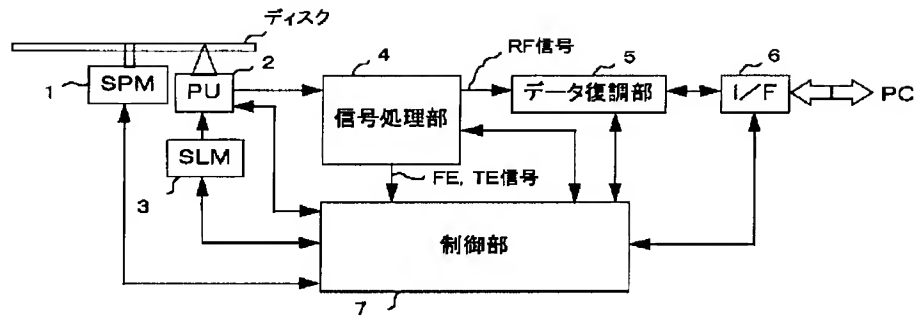 ディスク
1
SPM
2
PU
SLM
3
4
信号処理部
RF信号
5
データ復調部
6
I/F
PC
FE, TE信号
制御部
7